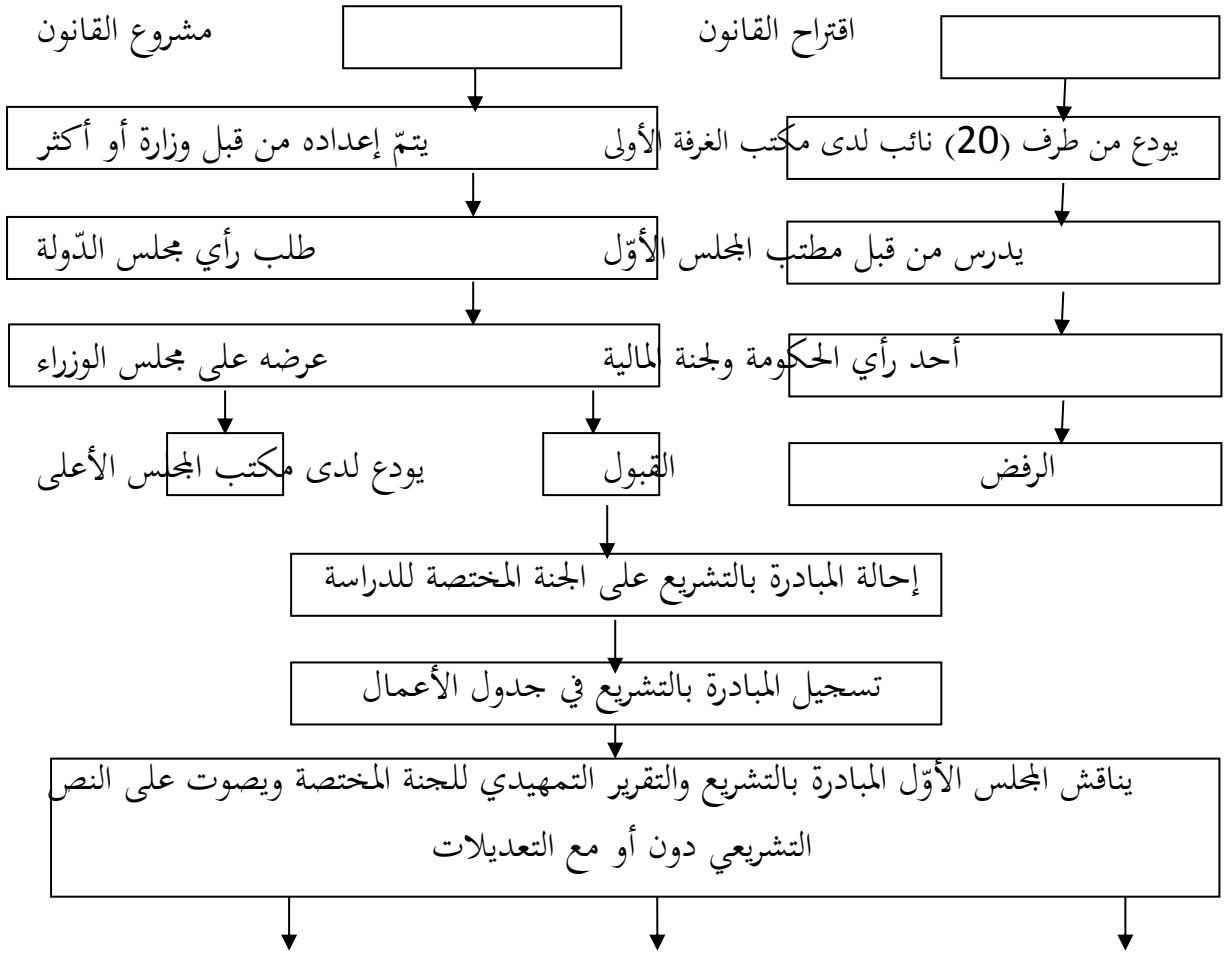 اقتراح القانون مشروع القانون
يودع من طرف (20) نائب لدى مكتب الغرفة الأولى يتمّ إعداده من قبل وزارة أو أكثر
يدرس من قبل مطتب المجلس الأوّل طلب رأي مجلس الدّولة
أحد رأي الحكومة ولجنة المالية عرضه على مجلس الوزراء
الرفض القبول يودع لدى مكتب المجلس الأعلى
إحالة المبادرة بالتشريع على الجنة المختصة للدراسة
تسجيل المبادرة بالتشريع في جدول الأعمال
يناقش المجلس الأوّل المبادرة بالتشريع والتقرير التمهيدي للجنة المختصة ويصوت على النص
التشريعي دون أو مع التعديلات